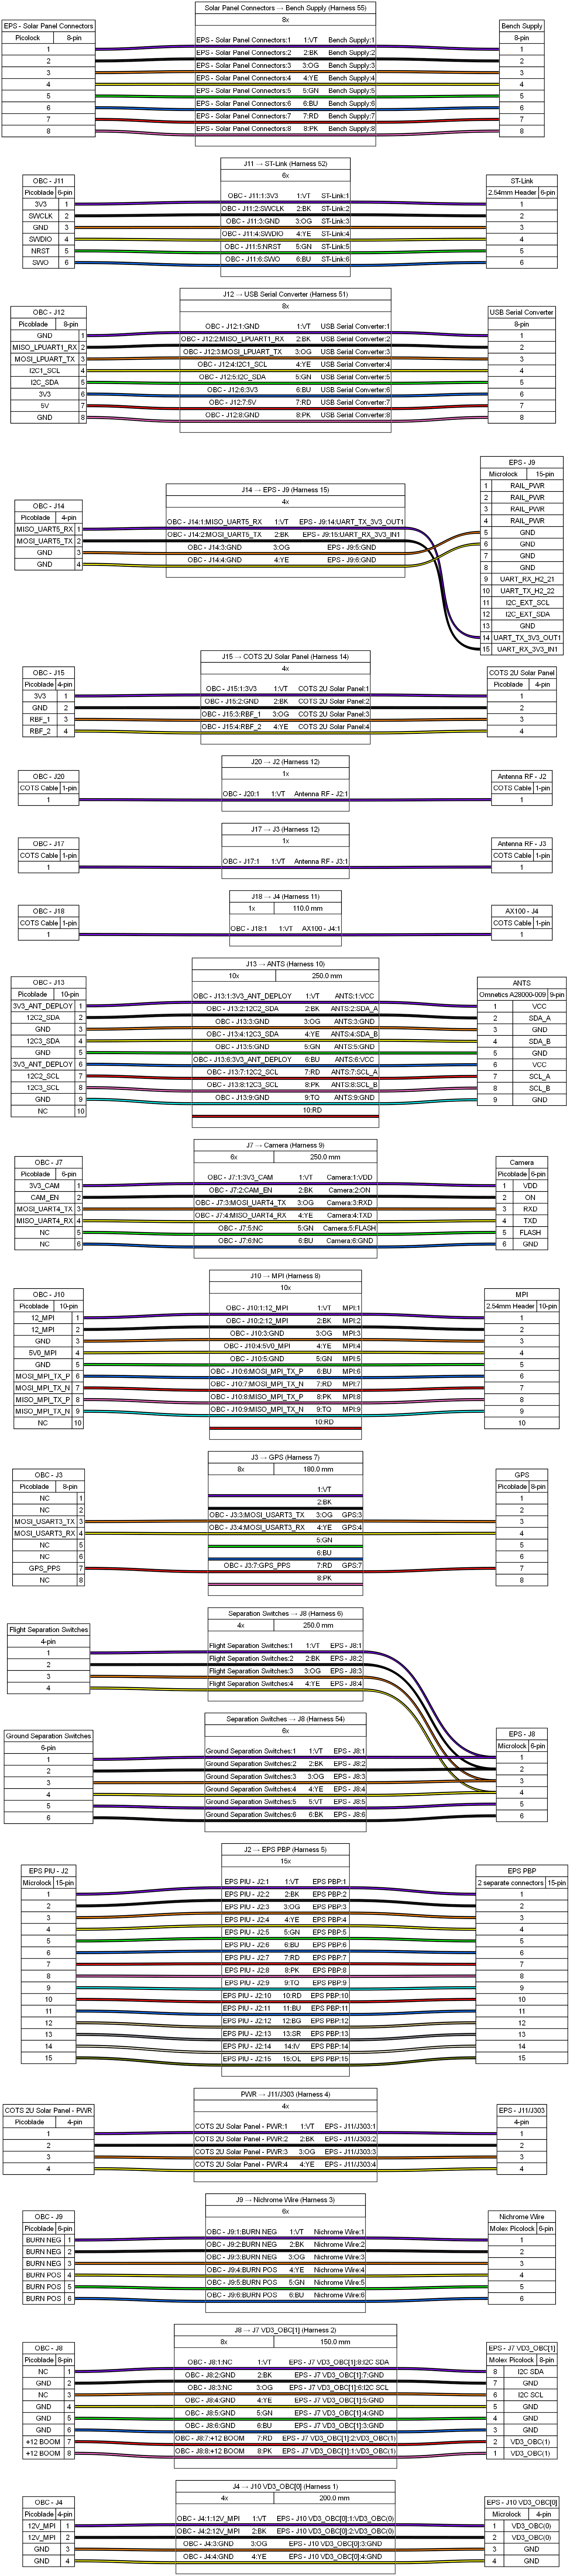 Solar Panel Connectors → Bench Supply (Harness 55)
8x
EPS - Solar Panel Connectors
Picolock 8-pin
1
2
3
4
5
6
7
8
EPS - Solar Panel Connectors:1 1:VT Bench Supply:1
EPS - Solar Panel Connectors:2 2:BK Bench Supply:2
EPS - Solar Panel Connectors:3 3:OG Bench Supply:3
EPS - Solar Panel Connectors:4 4:YE Bench Supply:4
EPS - Solar Panel Connectors:5 5:GN Bench Supply:5
EPS - Solar Panel Connectors:6 6:BU Bench Supply:6
EPS - Solar Panel Connectors:7 7:RD Bench Supply:7
EPS - Solar Panel Connectors:8 8:PK Bench Supply:8
Bench Supply
8-pin
1
2
3
4
5
6
7
8
J11 → ST-Link (Harness 52)
6x
OBC - J11
Picoblade 6-pin
3V3 1
SWCLK 2
GND 3
SWDIO 4
NRST 5
SWO 6
OBC - J11:1:3V3 1:VT ST-Link:1
OBC - J11:2:SWCLK 2:BK ST-Link:2
OBC - J11:3:GND 3:OG ST-Link:3
OBC - J11:4:SWDIO 4:YE ST-Link:4
OBC - J11:5:NRST 5:GN ST-Link:5
OBC - J11:6:SWO 6:BU ST-Link:6
ST-Link
2.54mm Header 6-pin
1
2
3
4
5
6
J12 → USB Serial Converter (Harness 51)
8x
OBC - J12
Picoblade 8-pin
GND 1
MISO_LPUART1_RX 2
MOSI_LPUART_TX 3
I2C1_SCL 4
I2C_SDA 5
3V3 6
5V 7
GND 8
OBC - J12:1:GND 1:VT USB Serial Converter:1
OBC - J12:2:MISO_LPUART1_RX 2:BK USB Serial Converter:2
OBC - J12:3:MOSI_LPUART_TX 3:OG USB Serial Converter:3
OBC - J12:4:I2C1_SCL 4:YE USB Serial Converter:4
OBC - J12:5:I2C_SDA 5:GN USB Serial Converter:5
OBC - J12:6:3V3 6:BU USB Serial Converter:6
OBC - J12:7:5V 7:RD USB Serial Converter:7
OBC - J12:8:GND 8:PK USB Serial Converter:8
USB Serial Converter
8-pin
1
2
3
4
5
6
7
8
J14 → EPS - J9 (Harness 15)
4x
OBC - J14
Picoblade 4-pin
MISO_UART5_RX 1
MOSI_UART5_TX 2
GND 3
GND 4
OBC - J14:1:MISO_UART5_RX 1:VT EPS - J9:14:UART_TX_3V3_OUT1
OBC - J14:2:MOSI_UART5_TX 2:BK EPS - J9:15:UART_RX_3V3_IN1
OBC - J14:3:GND 3:OG EPS - J9:5:GND
OBC - J14:4:GND 4:YE EPS - J9:6:GND
EPS - J9
Microlock 15-pin
1 RAIL_PWR
2 RAIL_PWR
3 RAIL_PWR
4 RAIL_PWR
5 GND
6 GND
7 GND
8 GND
9 UART_RX_H2_21
10 UART_TX_H2_22
11 I2C_EXT_SCL
12 I2C_EXT_SDA
13 GND
14 UART_TX_3V3_OUT1
15 UART_RX_3V3_IN1
J15 → COTS 2U Solar Panel (Harness 14)
4x
OBC - J15
Picoblade 4-pin
3V3 1
GND 2
RBF_1 3
RBF_2 4
OBC - J15:1:3V3 1:VT COTS 2U Solar Panel:1
OBC - J15:2:GND 2:BK COTS 2U Solar Panel:2
OBC - J15:3:RBF_1 3:OG COTS 2U Solar Panel:3
OBC - J15:4:RBF_2 4:YE COTS 2U Solar Panel:4
COTS 2U Solar Panel
Picoblade 4-pin
1
2
3
4
J20 → J2 (Harness 12)
1x
OBC - J20
COTS Cable 1-pin
1
OBC - J20:1 1:VT Antenna RF - J2:1
Antenna RF - J2
COTS Cable 1-pin
1
J17 → J3 (Harness 12)
1x
OBC - J17
COTS Cable 1-pin
1
OBC - J17:1 1:VT Antenna RF - J3:1
Antenna RF - J3
COTS Cable 1-pin
1
J18 → J4 (Harness 11)
1x 110.0 mm
OBC - J18
COTS Cable 1-pin
1
OBC - J18:1 1:VT AX100 - J4:1
AX100 - J4
COTS Cable 1-pin
1
J13 → ANTS (Harness 10)
10x 250.0 mm
OBC - J13
Picoblade 10-pin
3V3_ANT_DEPLOY 1
12C2_SDA 2
GND 3
12C3_SDA 4
GND 5
3V3_ANT_DEPLOY 6
12C2_SCL 7
12C3_SCL 8
GND 9
NC 10
OBC - J13:1:3V3_ANT_DEPLOY 1:VT ANTS:1:VCC
OBC - J13:2:12C2_SDA 2:BK ANTS:2:SDA_A
OBC - J13:3:GND 3:OG ANTS:3:GND
OBC - J13:4:12C3_SDA 4:YE ANTS:4:SDA_B
OBC - J13:5:GND 5:GN ANTS:5:GND
OBC - J13:6:3V3_ANT_DEPLOY 6:BU ANTS:6:VCC
OBC - J13:7:12C2_SCL 7:RD ANTS:7:SCL_A
OBC - J13:8:12C3_SCL 8:PK ANTS:8:SCL_B
OBC - J13:9:GND 9:TQ ANTS:9:GND
10:RD
ANTS
Omnetics A28000-009 9-pin
1 VCC
2 SDA_A
3 GND
4 SDA_B
5 GND
6 VCC
7 SCL_A
8 SCL_B
9 GND
J7 → Camera (Harness 9)
6x 250.0 mm
OBC - J7
Picoblade 6-pin
3V3_CAM 1
CAM_EN 2
MOSI_UART4_TX 3
MISO_UART4_RX 4
NC 5
NC 6
OBC - J7:1:3V3_CAM 1:VT Camera:1:VDD
OBC - J7:2:CAM_EN 2:BK Camera:2:ON
OBC - J7:3:MOSI_UART4_TX 3:OG Camera:3:RXD
OBC - J7:4:MISO_UART4_RX 4:YE Camera:4:TXD
OBC - J7:5:NC 5:GN Camera:5:FLASH
OBC - J7:6:NC 6:BU Camera:6:GND
Camera
Picoblade 6-pin
1 VDD
2 ON
3 RXD
4 TXD
5 FLASH
6 GND
J10 → MPI (Harness 8)
10x
OBC - J10
Picoblade 10-pin
12_MPI 1
12_MPI 2
GND 3
5V0_MPI 4
GND 5
MOSI_MPI_TX_P 6
MOSI_MPI_TX_N 7
MISO_MPI_TX_P 8
MISO_MPI_TX_N 9
NC 10
OBC - J10:1:12_MPI 1:VT MPI:1
OBC - J10:2:12_MPI 2:BK MPI:2
OBC - J10:3:GND 3:OG MPI:3
OBC - J10:4:5V0_MPI 4:YE MPI:4
OBC - J10:5:GND 5:GN MPI:5
OBC - J10:6:MOSI_MPI_TX_P 6:BU MPI:6
OBC - J10:7:MOSI_MPI_TX_N 7:RD MPI:7
OBC - J10:8:MISO_MPI_TX_P 8:PK MPI:8
OBC - J10:9:MISO_MPI_TX_N 9:TQ MPI:9
10:RD
MPI
2.54mm Header 10-pin
1
2
3
4
5
6
7
8
9
10
J3 → GPS (Harness 7)
8x 180.0 mm
OBC - J3
Picoblade 8-pin
NC 1
NC 2
MOSI_USART3_TX 3
MOSI_USART3_RX 4
NC 5
NC 6
GPS_PPS 7
NC 8
1:VT
2:BK
OBC - J3:3:MOSI_USART3_TX 3:OG GPS:3
OBC - J3:4:MOSI_USART3_RX 4:YE GPS:4
5:GN
6:BU
OBC - J3:7:GPS_PPS 7:RD GPS:7
8:PK
GPS
Picoblade 8-pin
1
2
3
4
5
6
7
8
Separation Switches → J8 (Harness 6)
4x 250.0 mm
Flight Separation Switches
4-pin
1
2
3
4
Flight Separation Switches:1 1:VT EPS - J8:1
Flight Separation Switches:2 2:BK EPS - J8:2
Flight Separation Switches:3 3:OG EPS - J8:3
Flight Separation Switches:4 4:YE EPS - J8:4
Separation Switches → J8 (Harness 54)
6x
Ground Separation Switches
6-pin
1
2
3
4
5
6
Ground Separation Switches:1 1:VT EPS - J8:1
Ground Separation Switches:2 2:BK EPS - J8:2
Ground Separation Switches:3 3:OG EPS - J8:3
Ground Separation Switches:4 4:YE EPS - J8:4
Ground Separation Switches:5 5:VT EPS - J8:5
Ground Separation Switches:6 6:BK EPS - J8:6
EPS - J8
Microlock 6-pin
1
2
3
4
5
6
J2 → EPS PBP (Harness 5)
15x
EPS PIU - J2
Microlock 15-pin
1
2
3
4
5
6
7
8
9
10
11
12
13
14
15
EPS PIU - J2:1 1:VT EPS PBP:1
EPS PIU - J2:2 2:BK EPS PBP:2
EPS PIU - J2:3 3:OG EPS PBP:3
EPS PIU - J2:4 4:YE EPS PBP:4
EPS PIU - J2:5 5:GN EPS PBP:5
EPS PIU - J2:6 6:BU EPS PBP:6
EPS PIU - J2:7 7:RD EPS PBP:7
EPS PIU - J2:8 8:PK EPS PBP:8
EPS PIU - J2:9 9:TQ EPS PBP:9
EPS PIU - J2:10 10:RD EPS PBP:10
EPS PIU - J2:11 11:BU EPS PBP:11
EPS PIU - J2:12 12:BG EPS PBP:12
EPS PIU - J2:13 13:SR EPS PBP:13
EPS PIU - J2:14 14:IV EPS PBP:14
EPS PIU - J2:15 15:OL EPS PBP:15
EPS PBP
2 separate connectors 15-pin
1
2
3
4
5
6
7
8
9
10
11
12
13
14
15
PWR → J11/J303 (Harness 4)
4x
COTS 2U Solar Panel - PWR
Picoblade 4-pin
1
2
3
4
COTS 2U Solar Panel - PWR:1 1:VT EPS - J11/J303:1
COTS 2U Solar Panel - PWR:2 2:BK EPS - J11/J303:2
COTS 2U Solar Panel - PWR:3 3:OG EPS - J11/J303:3
COTS 2U Solar Panel - PWR:4 4:YE EPS - J11/J303:4
EPS - J11/J303
4-pin
1
2
3
4
J9 → Nichrome Wire (Harness 3)
6x
OBC - J9
Picoblade 6-pin
BURN NEG 1
BURN NEG 2
BURN NEG 3
BURN POS 4
BURN POS 5
BURN POS 6
OBC - J9:1:BURN NEG 1:VT Nichrome Wire:1
OBC - J9:2:BURN NEG 2:BK Nichrome Wire:2
OBC - J9:3:BURN NEG 3:OG Nichrome Wire:3
OBC - J9:4:BURN POS 4:YE Nichrome Wire:4
OBC - J9:5:BURN POS 5:GN Nichrome Wire:5
OBC - J9:6:BURN POS 6:BU Nichrome Wire:6
Nichrome Wire
Molex Picolock 6-pin
1
2
3
4
5
6
J8 → J7 VD3_OBC[1] (Harness 2)
8x 150.0 mm
OBC - J8
Picoblade 8-pin
NC 1
GND 2
NC 3
GND 4
GND 5
GND 6
+12 BOOM 7
+12 BOOM 8
OBC - J8:1:NC 1:VT EPS - J7 VD3_OBC[1]:8:I2C SDA
OBC - J8:2:GND 2:BK EPS - J7 VD3_OBC[1]:7:GND
OBC - J8:3:NC 3:OG EPS - J7 VD3_OBC[1]:6:I2C SCL
OBC - J8:4:GND 4:YE EPS - J7 VD3_OBC[1]:5:GND
OBC - J8:5:GND 5:GN EPS - J7 VD3_OBC[1]:4:GND
OBC - J8:6:GND 6:BU EPS - J7 VD3_OBC[1]:3:GND
OBC - J8:7:+12 BOOM 7:RD EPS - J7 VD3_OBC[1]:2:VD3_OBC(1)
OBC - J8:8:+12 BOOM 8:PK EPS - J7 VD3_OBC[1]:1:VD3_OBC(1)
EPS - J7 VD3_OBC[1]
Molex Picolock 8-pin
8 I2C SDA
7 GND
6 I2C SCL
5 GND
4 GND
3 GND
2 VD3_OBC(1)
1 VD3_OBC(1)
J4 → J10 VD3_OBC[0] (Harness 1)
4x 200.0 mm
OBC - J4
Picoblade 4-pin
12V_MPI 1
12V_MPI 2
GND 3
GND 4
OBC - J4:1:12V_MPI 1:VT EPS - J10 VD3_OBC[0]:1:VD3_OBC(0)
OBC - J4:2:12V_MPI 2:BK EPS - J10 VD3_OBC[0]:2:VD3_OBC(0)
OBC - J4:3:GND 3:OG EPS - J10 VD3_OBC[0]:3:GND
OBC - J4:4:GND 4:YE EPS - J10 VD3_OBC[0]:4:GND
EPS - J10 VD3_OBC[0]
Microlock 4-pin
1 VD3_OBC(0)
2 VD3_OBC(0)
3 GND
4 GND